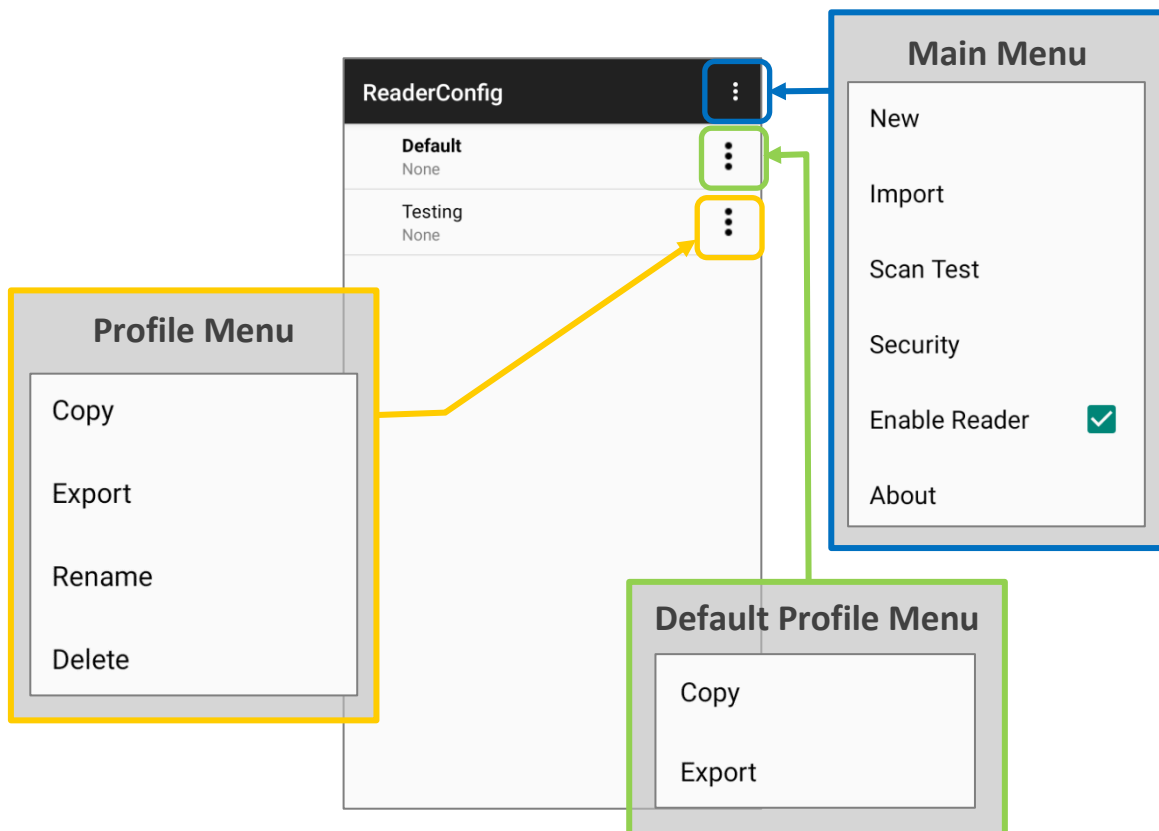 Main Menu
New
Import
Scan Test
Security
Enable Reader
About
ReaderConfig
Default
None
Testing
None
Profile Menu
Copy
Export
Rename
Delete
Default Profile Menu
Copy
Export